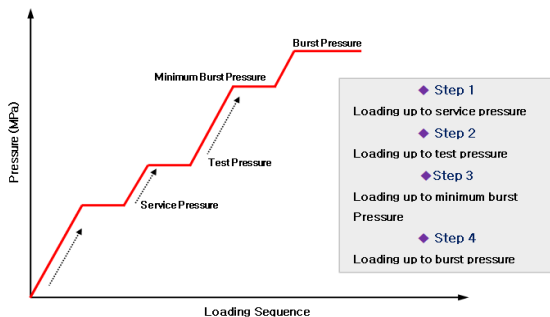 Burst Pressure
Minimum Burst Pressure
Test Pressure
Service Pressure
Pressure (MPa)
Loading Sequence
◆ Step 1
Loading up to service pressure
◆ Step 2
Loading up to test pressure
◆ Step 3
Loading up to minimum burst
Pressure
◆ Step 4
Loading up to burst pressure